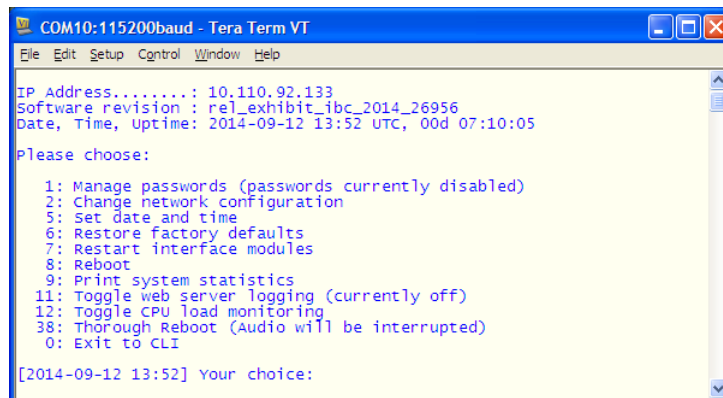 COM10:115200baud - Tera Term VT
File Edit Setup Control Window Help
IP Address........: 10.110.92.133
Software revision : rel_exhibit_ibc_2014_26956
Date, Time, Uptime: 2014-09-12 13:52 UTC, 00d 07:10:05
Please choose:
1: Manage passwords (passwords currently disabled)
2: Change network configuration
5: Set date and time
6: Restore factory defaults
7: Restart interface modules
8: Reboot
9: Print system statistics
11: Toggle web server logging (currently off)
12: Toggle CPU load monitoring
38: Thorough Reboot (Audio will be interrupted)
0: Exit to CLI
[2014-09-12 13:52] Your choice: